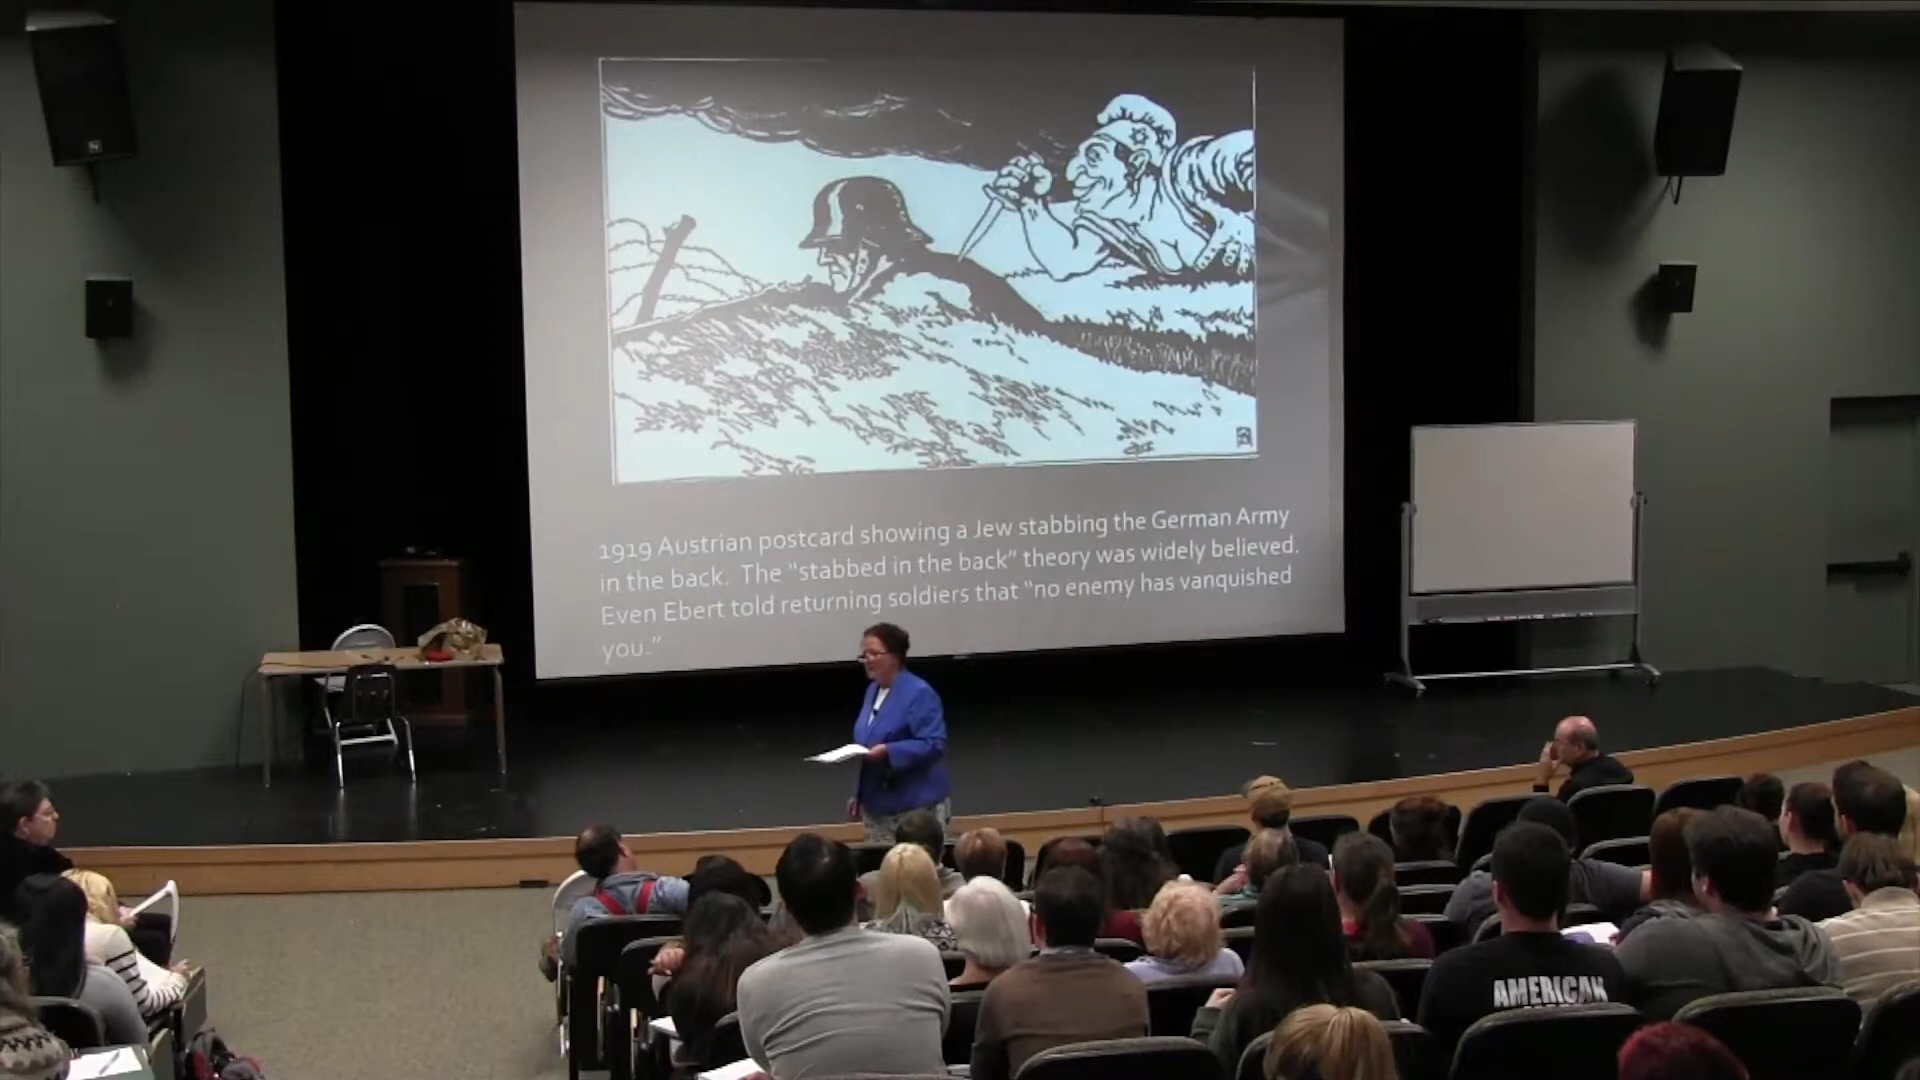 1919 Austrian postcard showing a Jew stabbing the German Army
in the back. The “stabbed in the back” theory was widely believed.
Even Ebert told returning soldiers that “no enemy has vanquished
you.”
AMERICAN